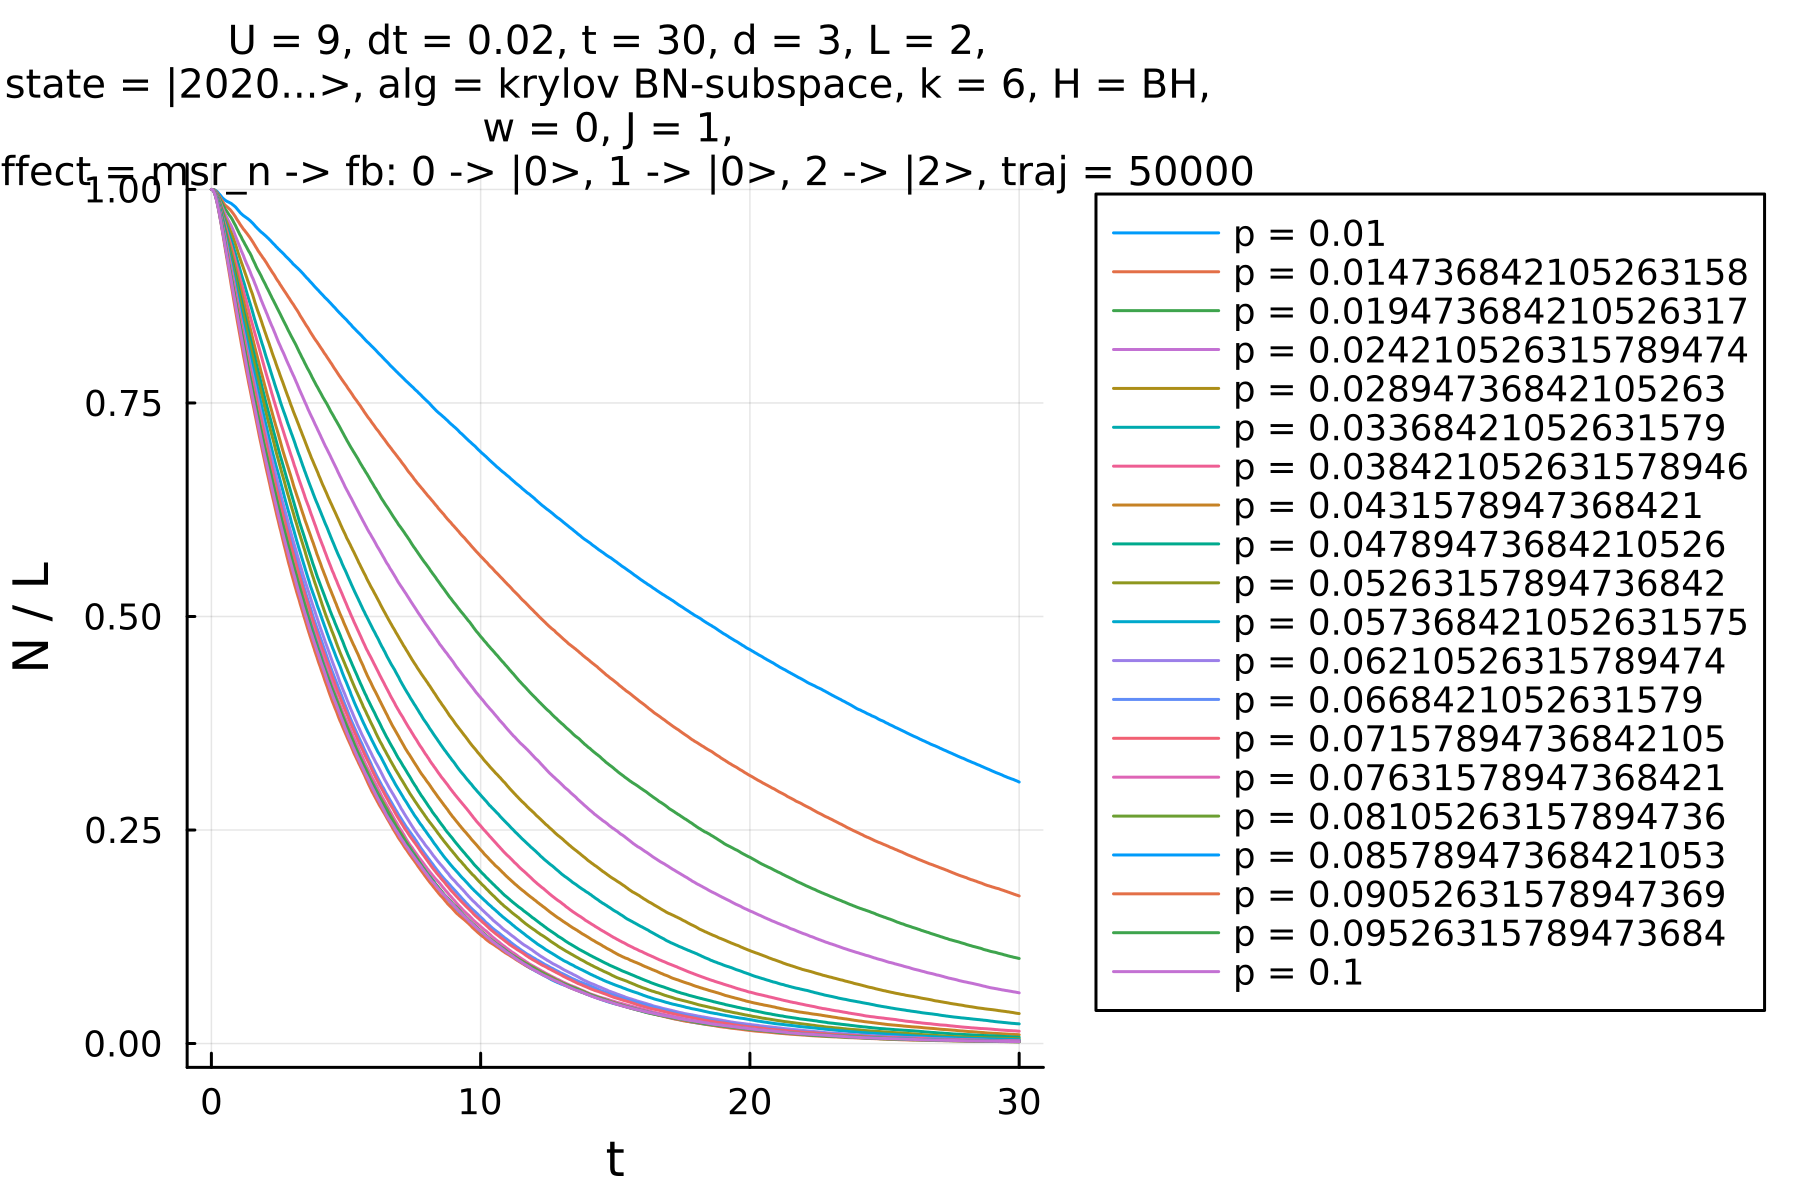 U = 9, dt = 0.02, t = 30, d = 3, L = 2,
state = |2020...>, alg = krylov BN-subspace, k = 6, H = BH,
w = 0, J = 1,
ffect = msr_n -> fb: 0 -> |0>, 1 -> |0>, 2 -> |2>, traj = 50000
1.00
0.75
0.50
0.25
0.00
N / L
0
10
20
30
t
p = 0.01
p = 0.014736842105263158
p = 0.019473684210526317
p = 0.024210526315789474
p = 0.02894736842105263
p = 0.03368421052631579
p = 0.038421052631578946
p = 0.0431578947368421
p = 0.04789473684210526
p = 0.05263157894736842
p = 0.057368421052631575
p = 0.06210526315789474
p = 0.0668421052631579
p = 0.07157894736842105
p = 0.07631578947368421
p = 0.08105263157894736
p = 0.08578947368421053
p = 0.09052631578947369
p = 0.09526315789473684
p = 0.1